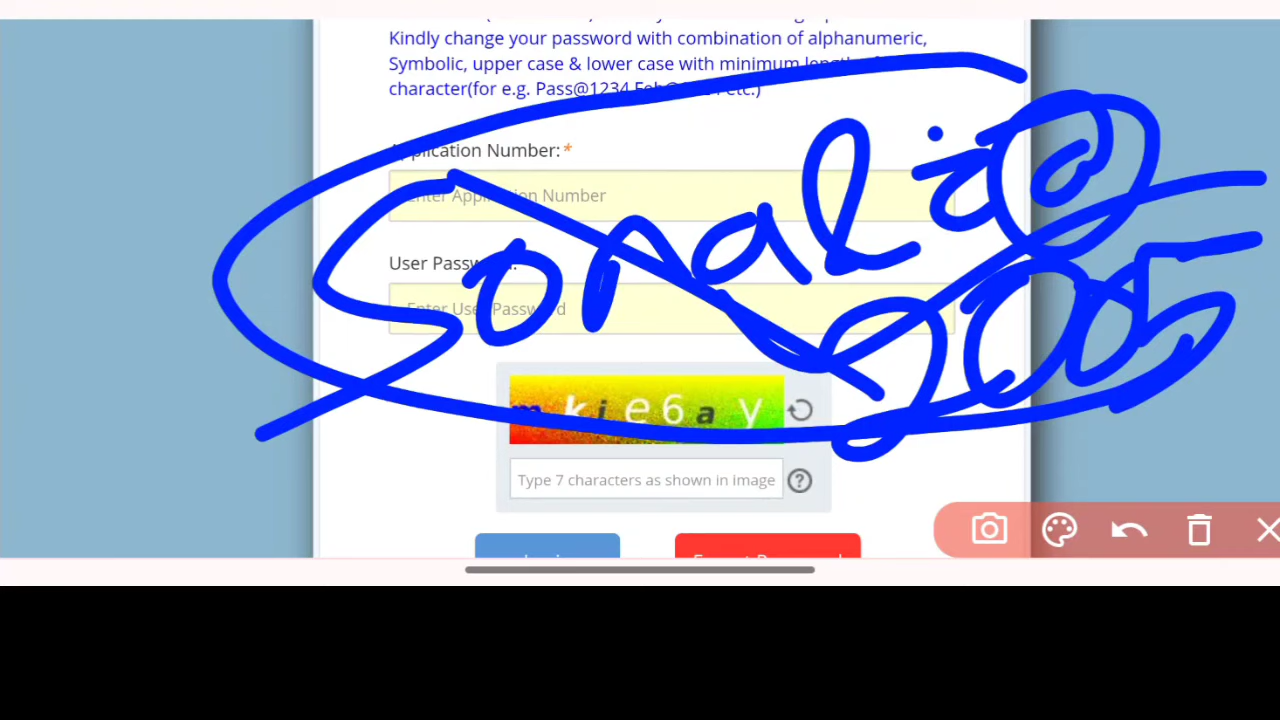 Kindly change your password with combination of alphanumeric,
Symbolic, upper case & lower case with minimum
character(for e.g. Pass@1234 etc.)
Application Number:*
Enter Application Number
Sonali@
2005
User Password:
Enter User Password
mkie6ay
Type 7 characters as shown in image